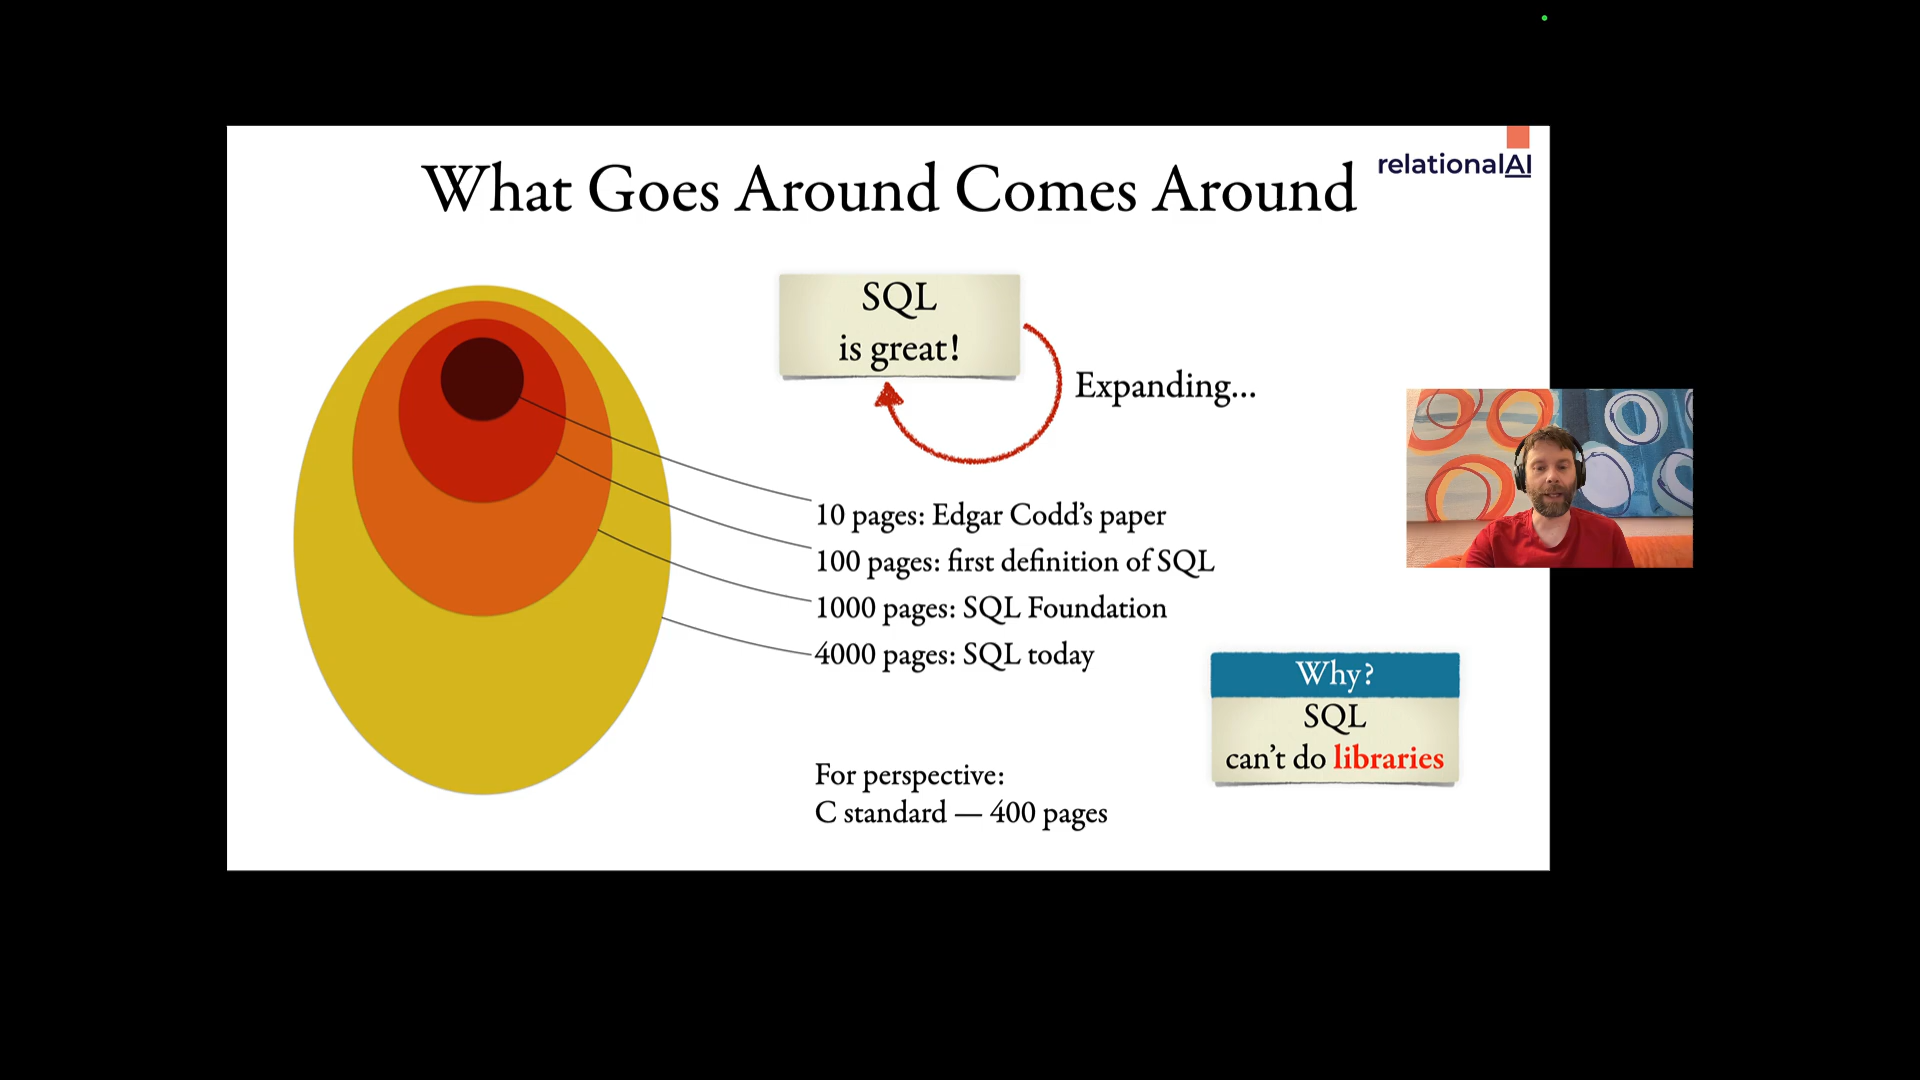 What Goes Around Comes Around
relationalAI
SQL
is great!
Expanding...
10 pages: Edgar Codd's paper
100 pages: first definition of SQL
1000 pages: SQL Foundation
4000 pages: SQL today
Why?
SQL
can't do libraries
For perspective:
C standard — 400 pages